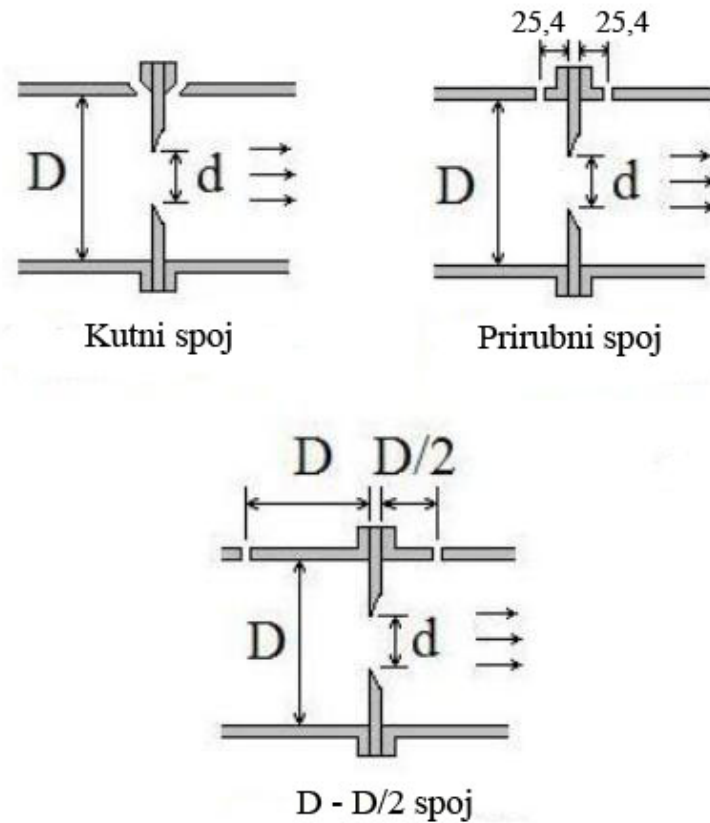 25,4 25,4
D d
Kutni spoj
D d
Prirubni spoj
D D/2
D d
D - D/2 spoj